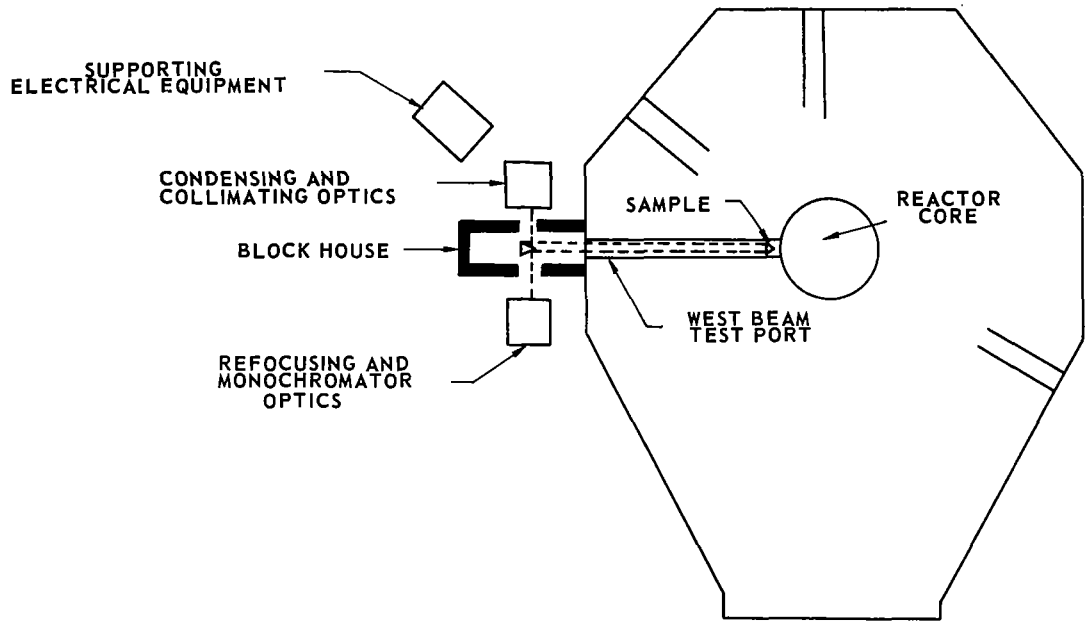 SUPPORTING
ELECTRICAL EQUIPMENT
CONDENSING AND
COLLIMATING OPTICS
SAMPLE
REACTOR
CORE
BLOCK HOUSE
WEST BEAM
TEST PORT
REFOCUSING AND
MONOCHROMATOR
OPTICS